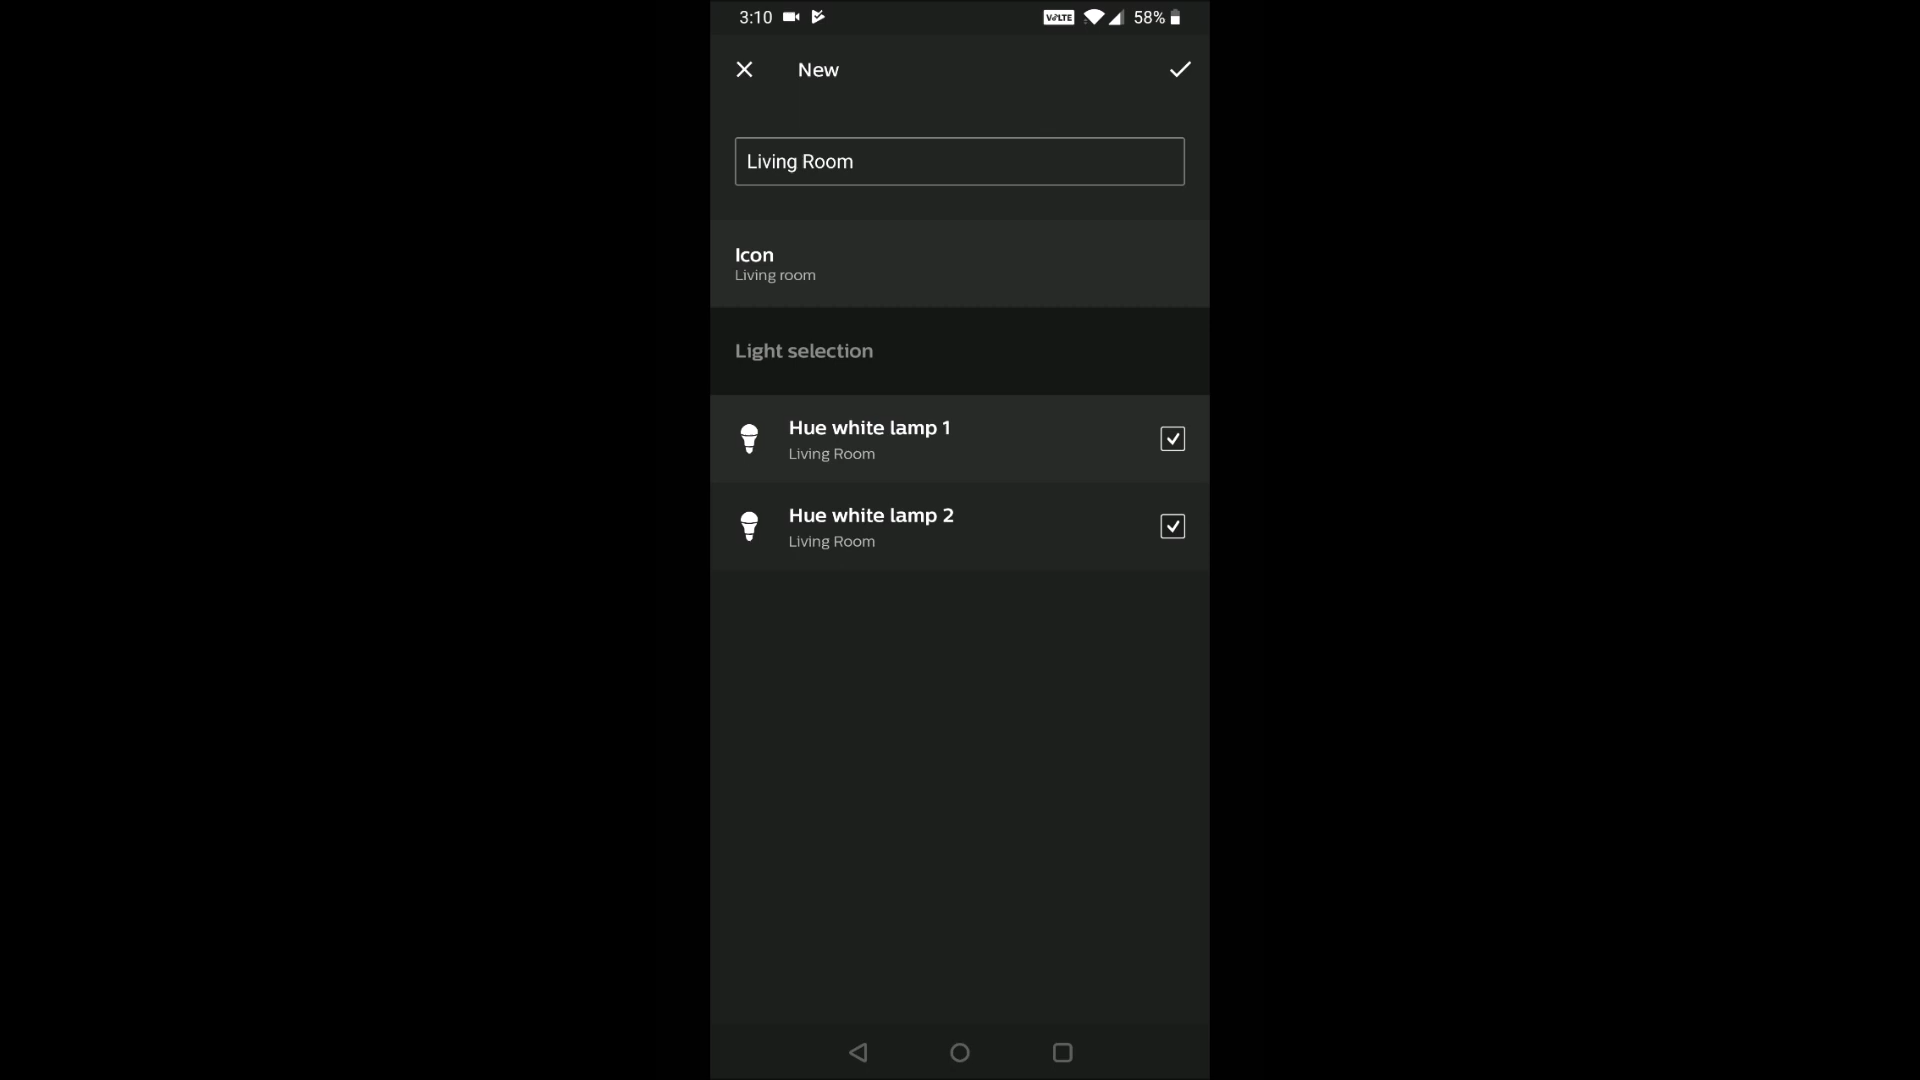 3:10
VoLTE
58%
New
Living Room
Icon
Living room
Light selection
Hue white lamp 1
Living Room
Hue white lamp 2
Living Room